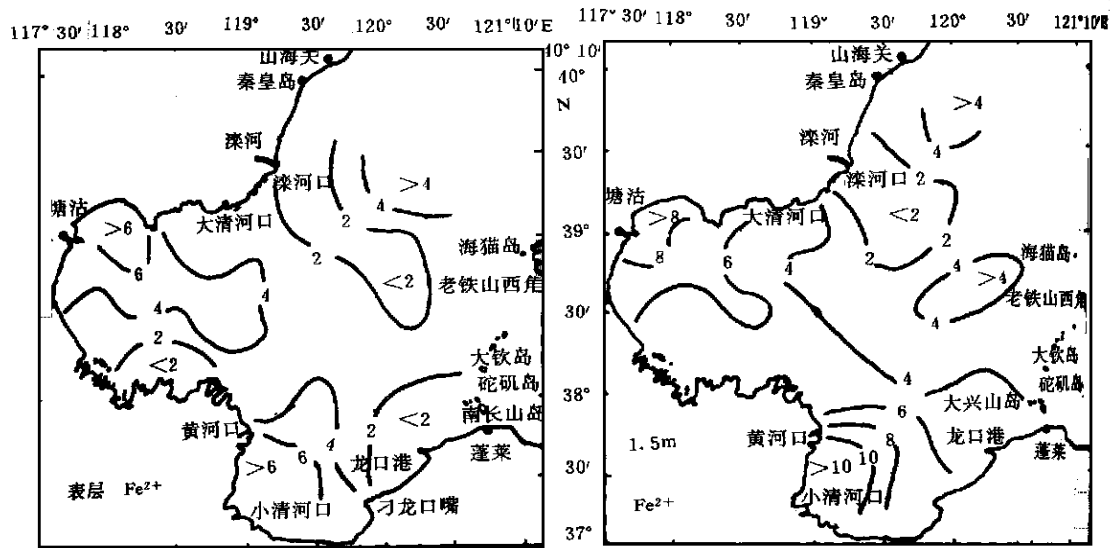 117° 30′ 118° 119° 30′ 120° 30′ 121° 10′E
山海关
秦皇岛
滦河
滦河口
>4
4
2
塘沽
>6
大清河口
6
2
海猫岛
<2
老铁山西角
4
4
2
<2
大钦岛
砣矶岛
<2
南长山岛
黄河口
4
2
龙口港
蓬莱
>6
6
表层 Fe²⁺
小清河口
刁龙口嘴
117° 30′ 118° 119° 30′ 120° 30′ 121° 10′E
40° 10′
40°
N
30′
39°
30′
38°
30′
37°
山海关
秦皇岛
>4
滦河
4
滦河口
2
塘沽
>8
大清河口
<2
2
8
6
4
2
4
海猫岛
>4
老铁山西角
4
大钦岛
砣矶岛
4
6
大兴山岛
黄河口
8
龙口港
1.5m
蓬莱
>10
10
小清河口
Fe²⁺